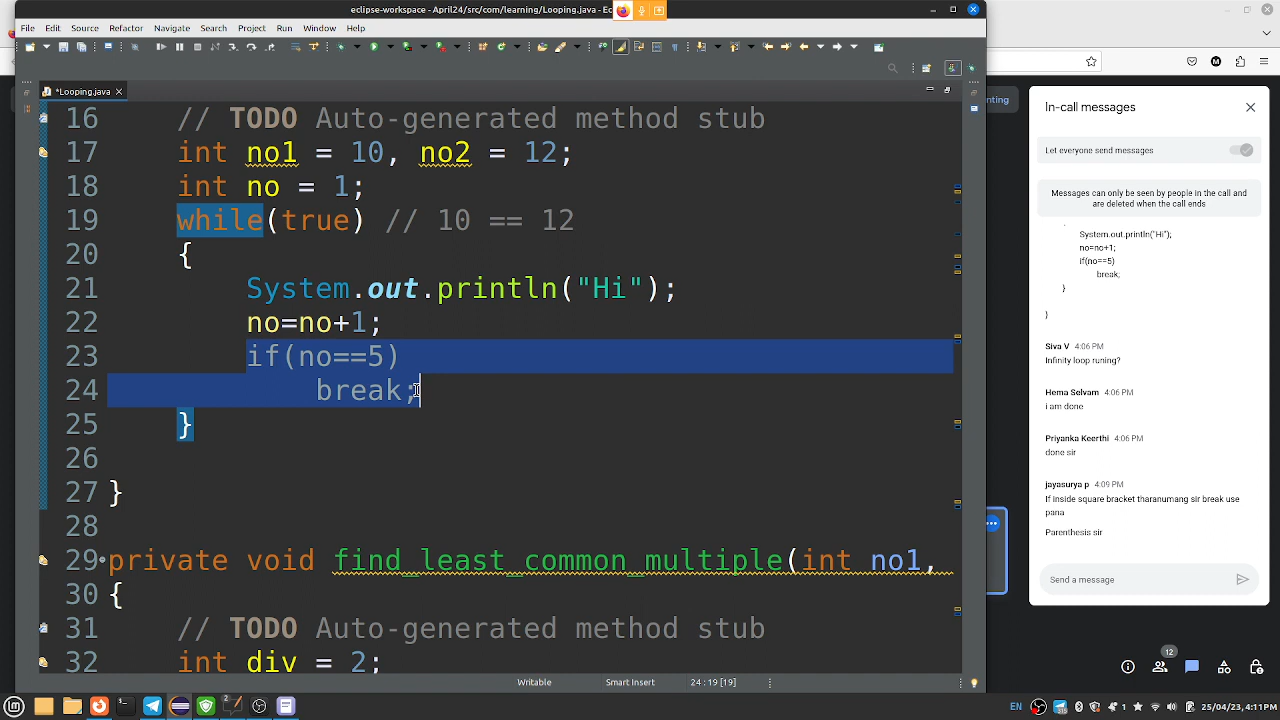 eclipse-workspace - April24/src/com/learning/Looping.java - Ec
File Edit Source Refactor Navigate Search Project Run Window Help
*Looping.java
16 // TODO Auto-generated method stub
17 int no1 = 10, no2 = 12;
18 int no = 1;
19 while(true) // 10 == 12
20 {
21 System.out.println("Hi");
22 no=no+1;
23 if(no==5)
24 break;
25 }
26
27 }
28
29 private void find_least_common_multiple(int no1,
30 {
31 // TODO Auto-generated method stub
32 int div = 2;
Writable Smart Insert 24 : 19 [19]
nting
In-call messages
Let everyone send messages
Messages can only be seen by people in the call and
are deleted when the call ends
System.out.println("Hi");
no=no+1;
if(no==5)
break;
}
}
Siva V 4:06 PM
Infinity loop runing?
Hema Selvam 4:06 PM
i am done
Priyanka Keerthi 4:06 PM
done sir
jayasurya p 4:09 PM
If inside square bracket tharanumang sir break use
pana
Parenthesis sir
Send a message
12
EN 25/04/23, 4:11PM